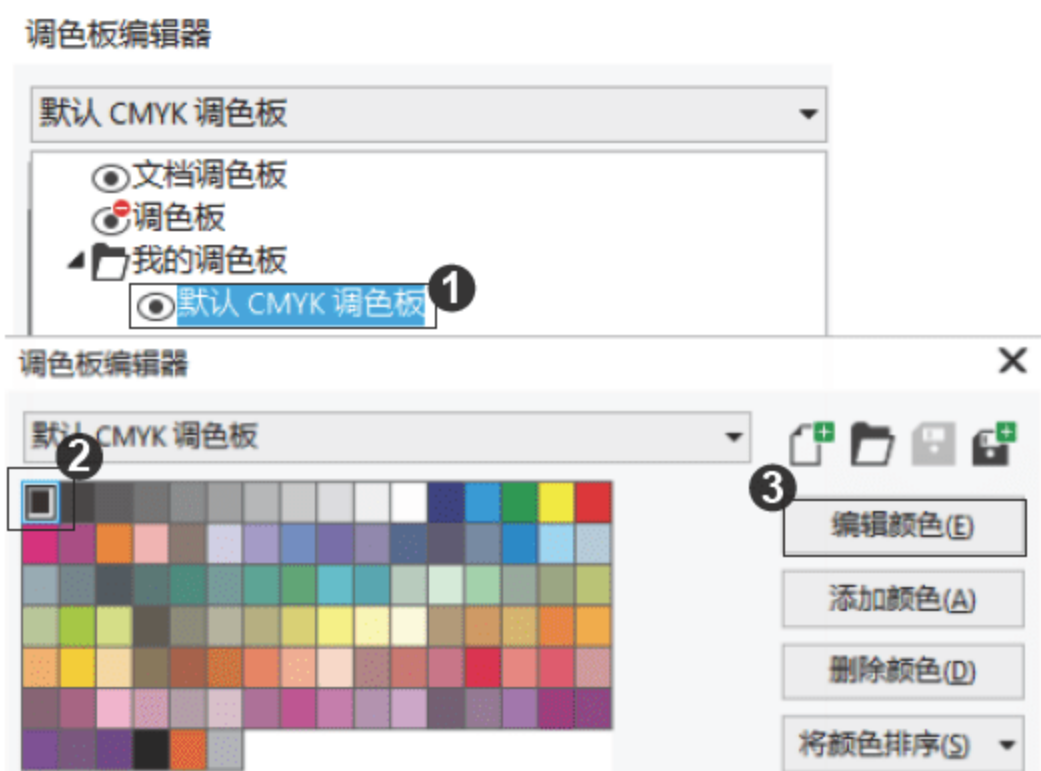 调色板编辑器
默认 CMYK 调色板
文档调色板
调色板
我的调色板
默认 CMYK 调色板
1
调色板编辑器
默认 CMYK 调色板
2
3
编辑颜色(E)
添加颜色(A)
删除颜色(D)
将颜色排序(S)